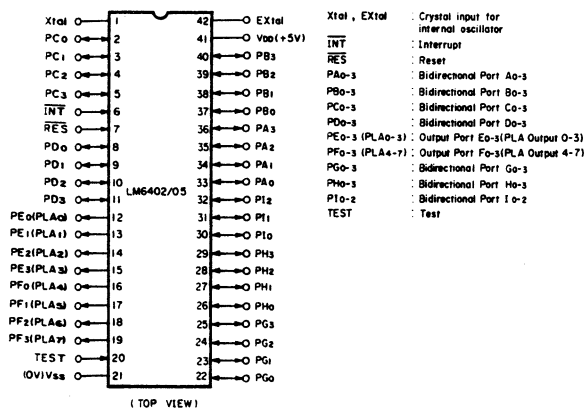 Xtal 1 42 EXtal
PC0 2 41 VDD(+5V)
PC1 3 40 PB3
PC2 4 39 PB2
PC3 5 38 PB1
INT 6 37 PB0
RES 7 36 PA3
PD0 8 35 PA2
PD1 9 34 PA1
PD2 10 33 PA0
LM6402/05
PD3 11 32 PI2
PE0(PLA0) 12 31 PI1
PE1(PLA1) 13 30 PI0
PE2(PLA2) 14 29 PH3
PE3(PLA3) 15 28 PH2
PF0(PLA4) 16 27 PH1
PF1(PLA5) 17 26 PH0
PF2(PLA6) 18 25 PG3
PF3(PLA7) 19 24 PG2
TEST 20 23 PG1
(0V)Vss 21 22 PG0
(TOP VIEW)
Xtal, EXtal : Crystal input for
internal oscillator
INT : Interrupt
RES : Reset
PA0-3 : Bidirectional Port A0-3
PB0-3 : Bidirectional Port B0-3
PC0-3 : Bidirectional Port C0-3
PD0-3 : Bidirectional Port D0-3
PE0-3 (PLA0-3) : Output Port E0-3(PLA Output 0-3)
PF0-3 (PLA4-7) : Output Port F0-3(PLA Output 4-7)
PG0-3 : Bidirectional Port G0-3
PH0-3 : Bidirectional Port H0-3
PI0-2 : Bidirectional Port I0-2
TEST : Test